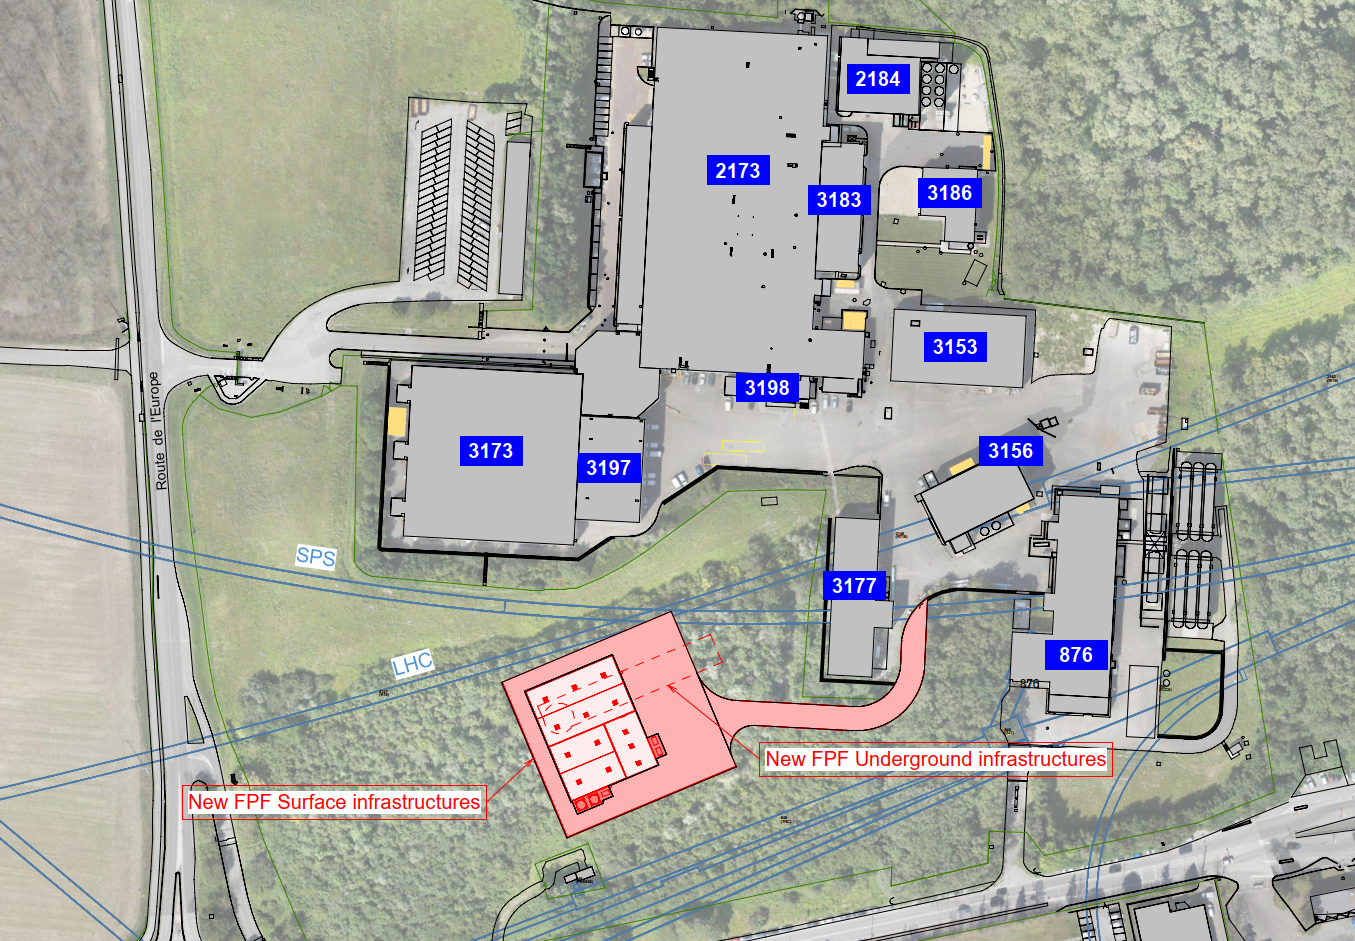 2184
2173
3186
3183
3153
3198
3173
3156
3197
Route de l'Europe
SPS
3177
LHC
876
876
New FPF Underground infrastructures
New FPF Surface infrastructures